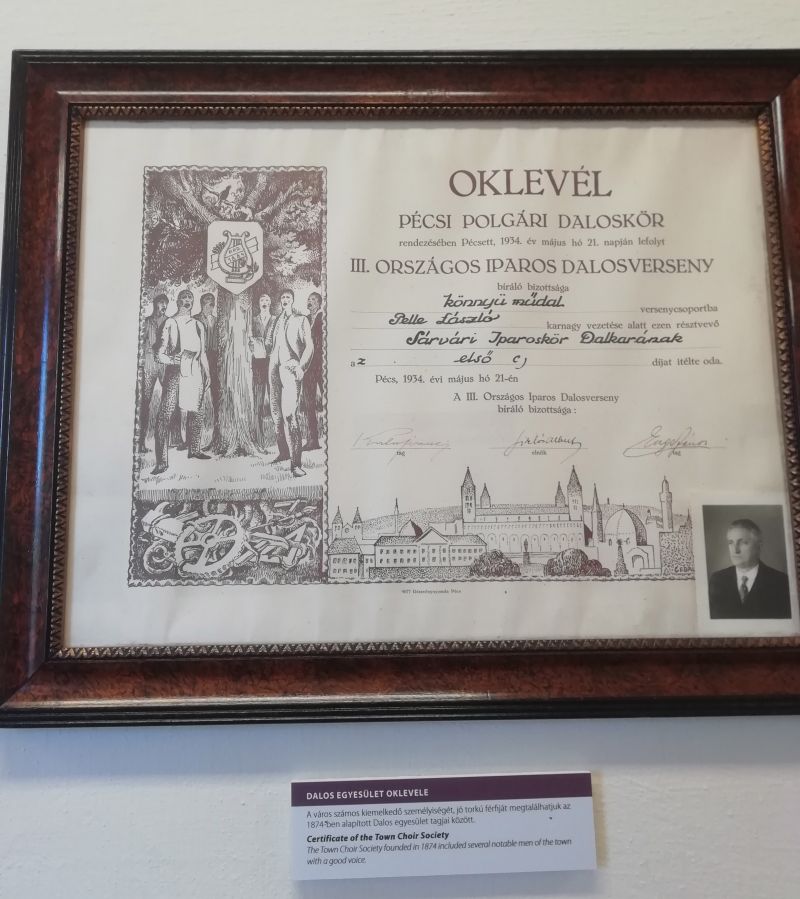 OKLEVÉL
PÉCSI POLGÁRI DALOSKÖR
rendezésében Pécsett, 1934. év május hó 21. napján lefolyt
III. ORSZÁGOS IPAROS DALOSVERSENY
bíráló bizottsága
könnyü műdal
versenycsoportba
Pelle László
karnagy vezetése alatt ezen résztvevő
Sárvári Iparoskör Dalkarának
az első c) díjat itélte oda.
Pécs, 1934. évi május hó 21-én
A III. Országos Iparos Dalosverseny
bíráló bizottsága:
tág elnök tag
GEBA
DALOS EGYESÜLET OKLEVELE
A város számos kiemelkedő személyiségét, jó torkú férfiját megtalálhatjuk az
1874-ben alapított Dalos egyesület tagjai között.
Certificate of the Town Choir Society
The Town Choir Society founded in 1874 included several notable men of the town
with a good voice.